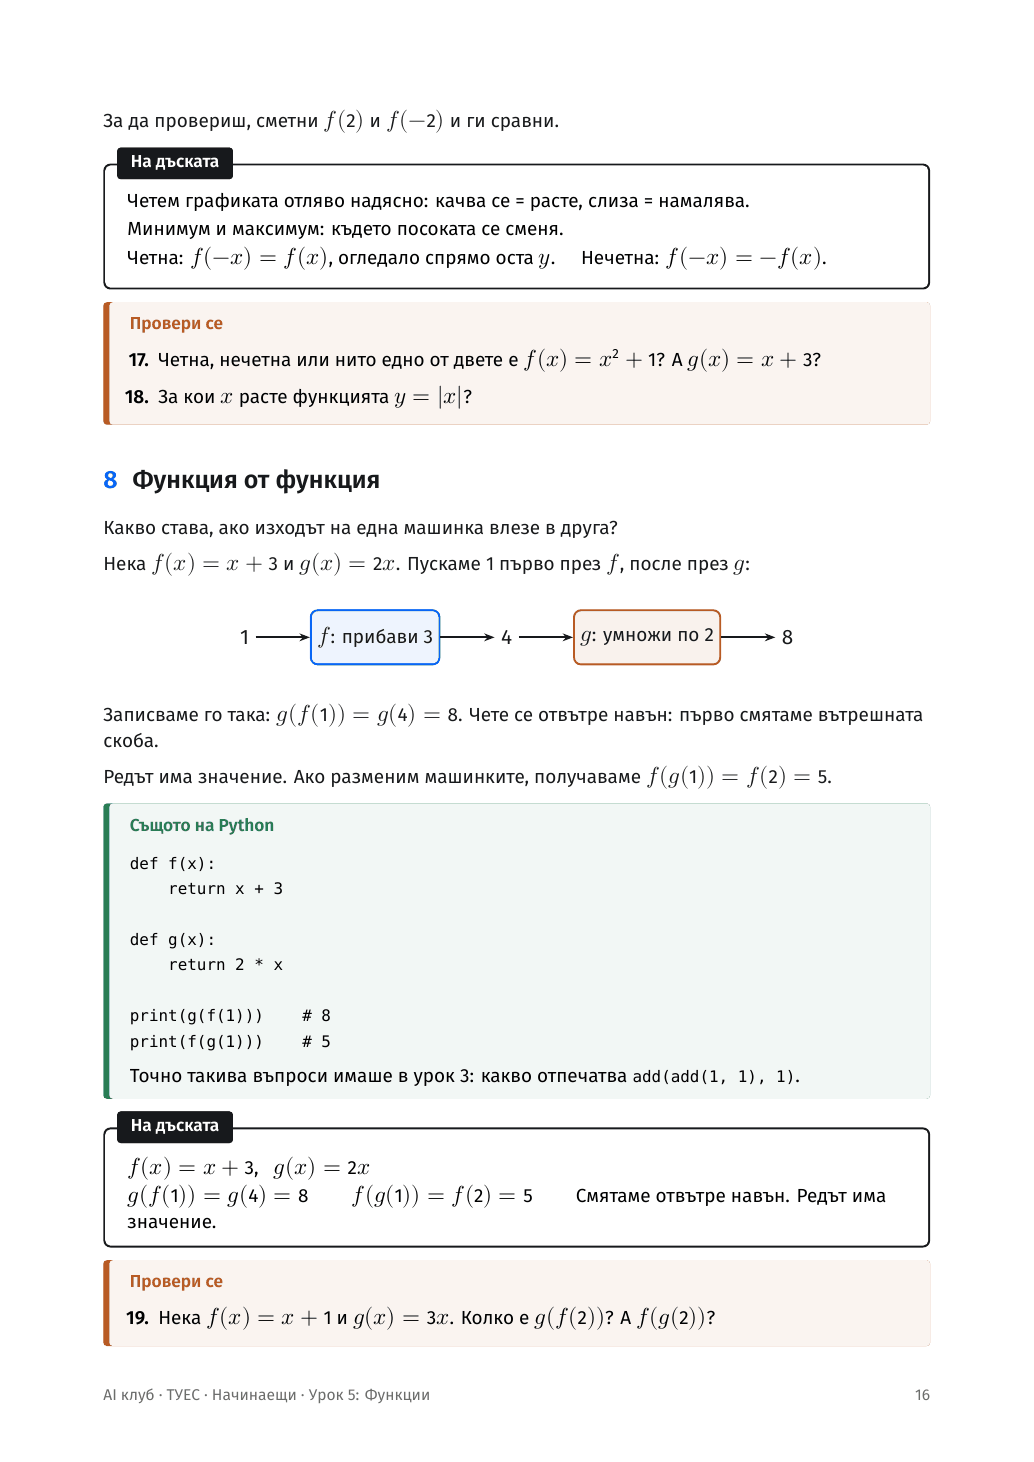 За да провериш, сметни f(2) и f(−2) и ги сравни.
На дъската
Четем графиката отляво надясно: качва се = расте, слиза = намалява.
Минимум и максимум: където посоката се сменя.
Четна: f(−x) = f(x), огледало спрямо оста y. Нечетна: f(−x) = −f(x).
Провери се
17. Четна, нечетна или нито едно от двете е f(x) = x² + 1? А g(x) = x + 3?
18. За кои x расте функцията y = |x|?
8 Функция от функция
Какво става, ако изходът на една машинка влезе в друга?
Нека f(x) = x + 3 и g(x) = 2x. Пускаме 1 първо през f, после през g:
1 f: прибави 3 4 g: умножи по 2 8
Записваме го така: g(f(1)) = g(4) = 8. Чете се отвътре навън: първо смятаме вътрешната
скоба.
Редът има значение. Ако разменим машинките, получаваме f(g(1)) = f(2) = 5.
Същото на Python
def f(x):
    return x + 3
def g(x):
    return 2 * x
print(g(f(1)))    # 8
print(f(g(1)))    # 5
Точно такива въпроси имаше в урок 3: какво отпечатва add(add(1, 1), 1).
На дъската
f(x) = x + 3, g(x) = 2x
g(f(1)) = g(4) = 8 f(g(1)) = f(2) = 5 Смятаме отвътре навън. Редът има
значение.
Провери се
19. Нека f(x) = x + 1 и g(x) = 3x. Колко е g(f(2))? А f(g(2))?
AI клуб · ТУЕС · Начинаещи · Урок 5: Функции 16